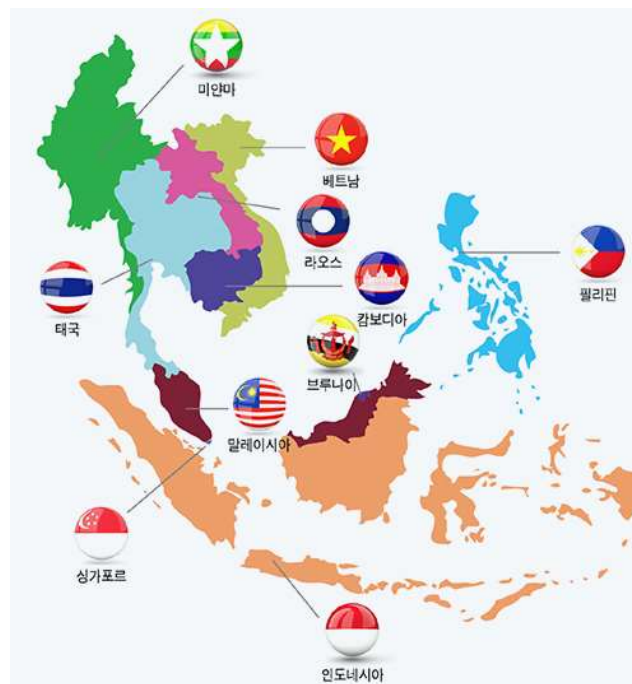 미얀마
베트남
라오스
필리핀
태국
캄보디아
브루나이
말레이시아
싱가포르
인도네시아